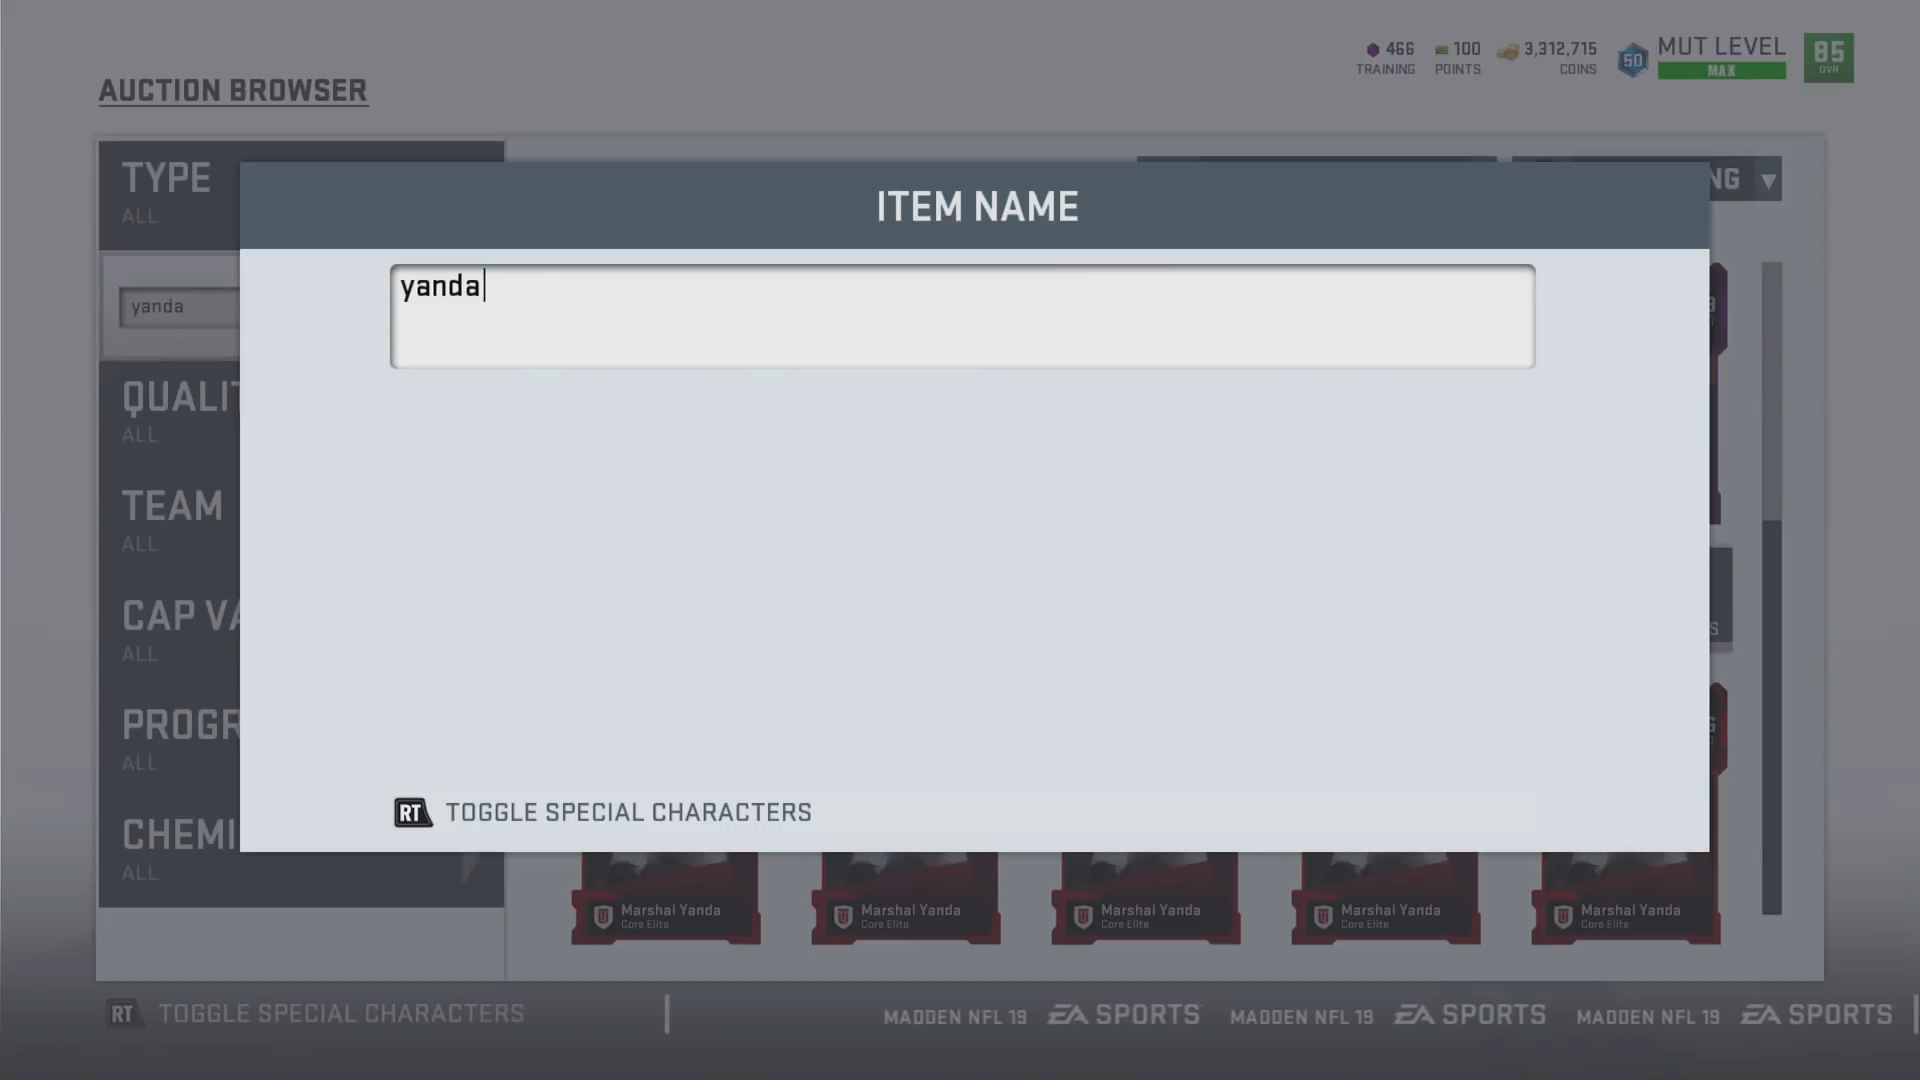 466
TRAINING
100
POINTS
3,312,715
COINS
50
MUT LEVEL
MAX
85
OVR
AUCTION BROWSER
TYPE
ALL
ITEM NAME
yanda
yanda
QUALIT
ALL
TEAM
ALL
CAP VA
ALL
PROGR
ALL
CHEMI
ALL
NG
RT TOGGLE SPECIAL CHARACTERS
Marshal Yanda
Core Elite
Marshal Yanda
Core Elite
Marshal Yanda
Core Elite
Marshal Yanda
Core Elite
Marshal Yanda
Core Elite
RT TOGGLE SPECIAL CHARACTERS
MADDEN NFL 19 EA SPORTS MADDEN NFL 19 EA SPORTS MADDEN NFL 19 EA SPORTS